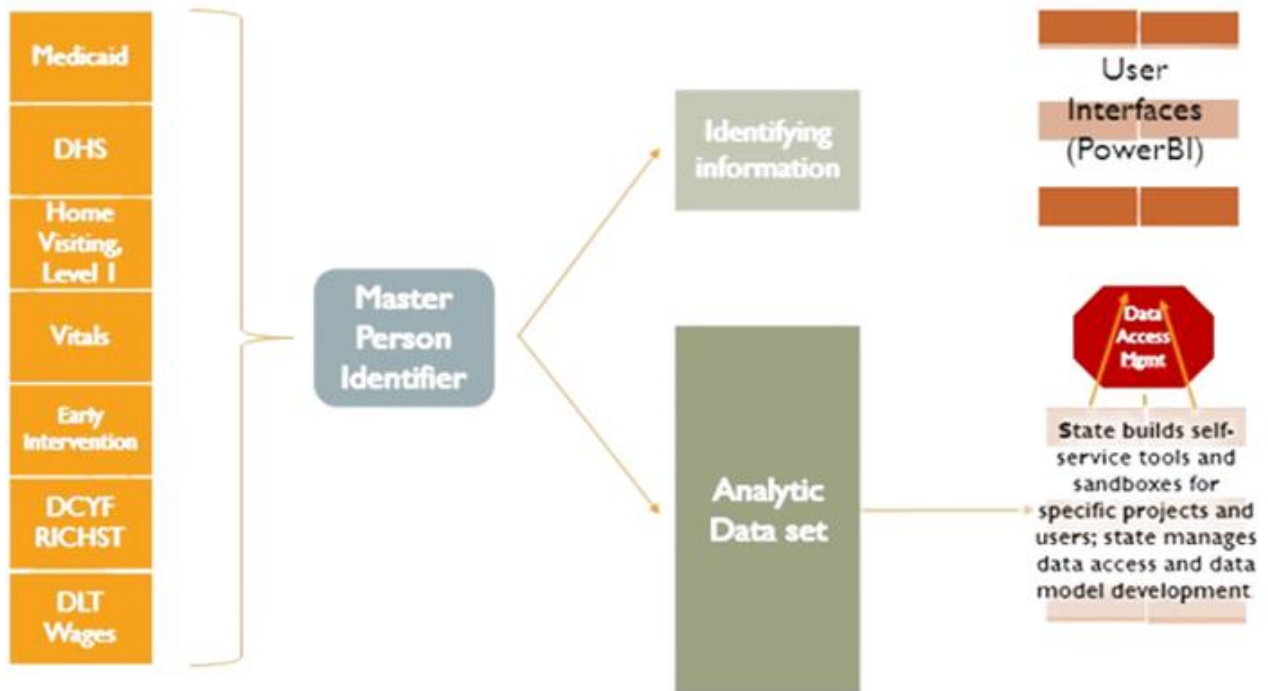 Medicaid
DHS
Home
Visiting,
Level I
Vitals
Early
Intervention
DCYF
RICHST
DLT
Wages
Master
Person
Identifier
Identifying
information
Analytic
Data set
User
Interfaces
(PowerBI)
Data
Access
Mgmt
State builds self-
service tools and
sandboxes for
specific projects and
users; state manages
data access and data
model development